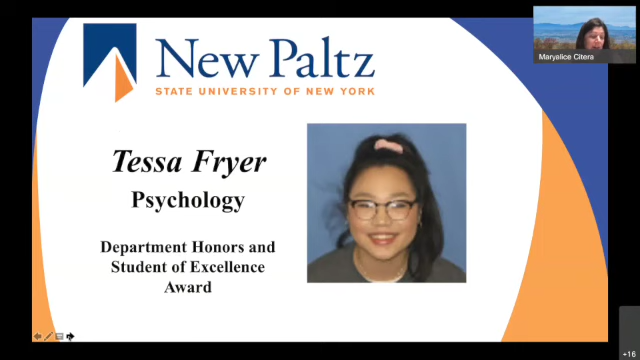 New Paltz
STATE UNIVERSITY OF NEW YORK
Maryalice Citera
Tessa Fryer
Psychology
Department Honors and
Student of Excellence
Award
+16